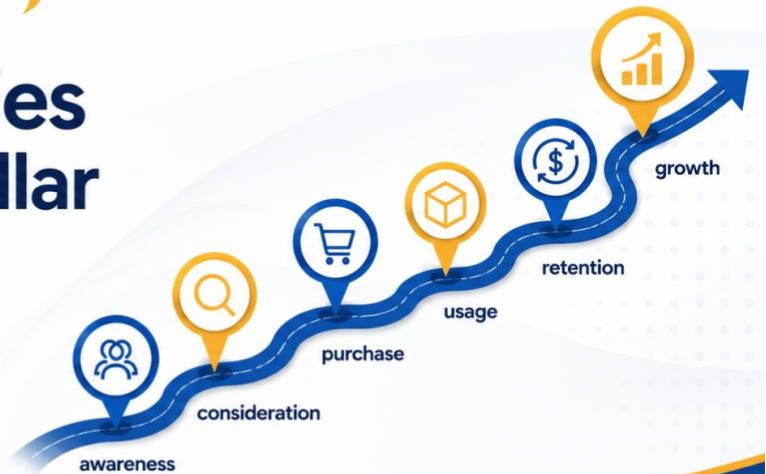 es
llar
growth
retention
usage
purchase
consideration
awareness